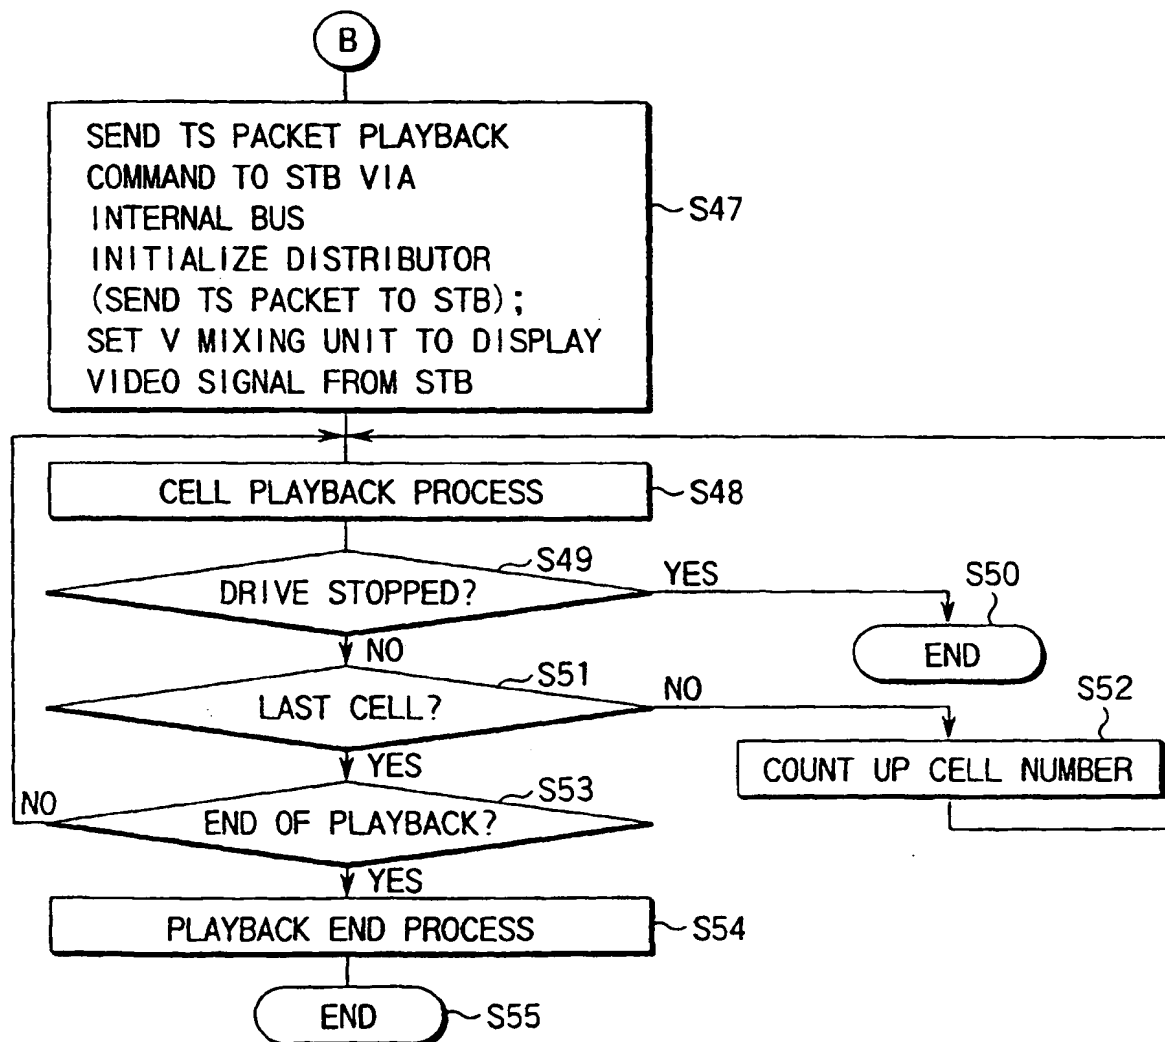 B
SEND TS PACKET PLAYBACK
COMMAND TO STB VIA
INTERNAL BUS
INITIALIZE DISTRIBUTOR
(SEND TS PACKET TO STB);
SET V MIXING UNIT TO DISPLAY
VIDEO SIGNAL FROM STB
S47
CELL PLAYBACK PROCESS
S48
S49
DRIVE STOPPED?
YES
S50
END
NO
S51
LAST CELL?
NO
S52
COUNT UP CELL NUMBER
YES
S53
NO
END OF PLAYBACK?
YES
PLAYBACK END PROCESS
S54
END
S55